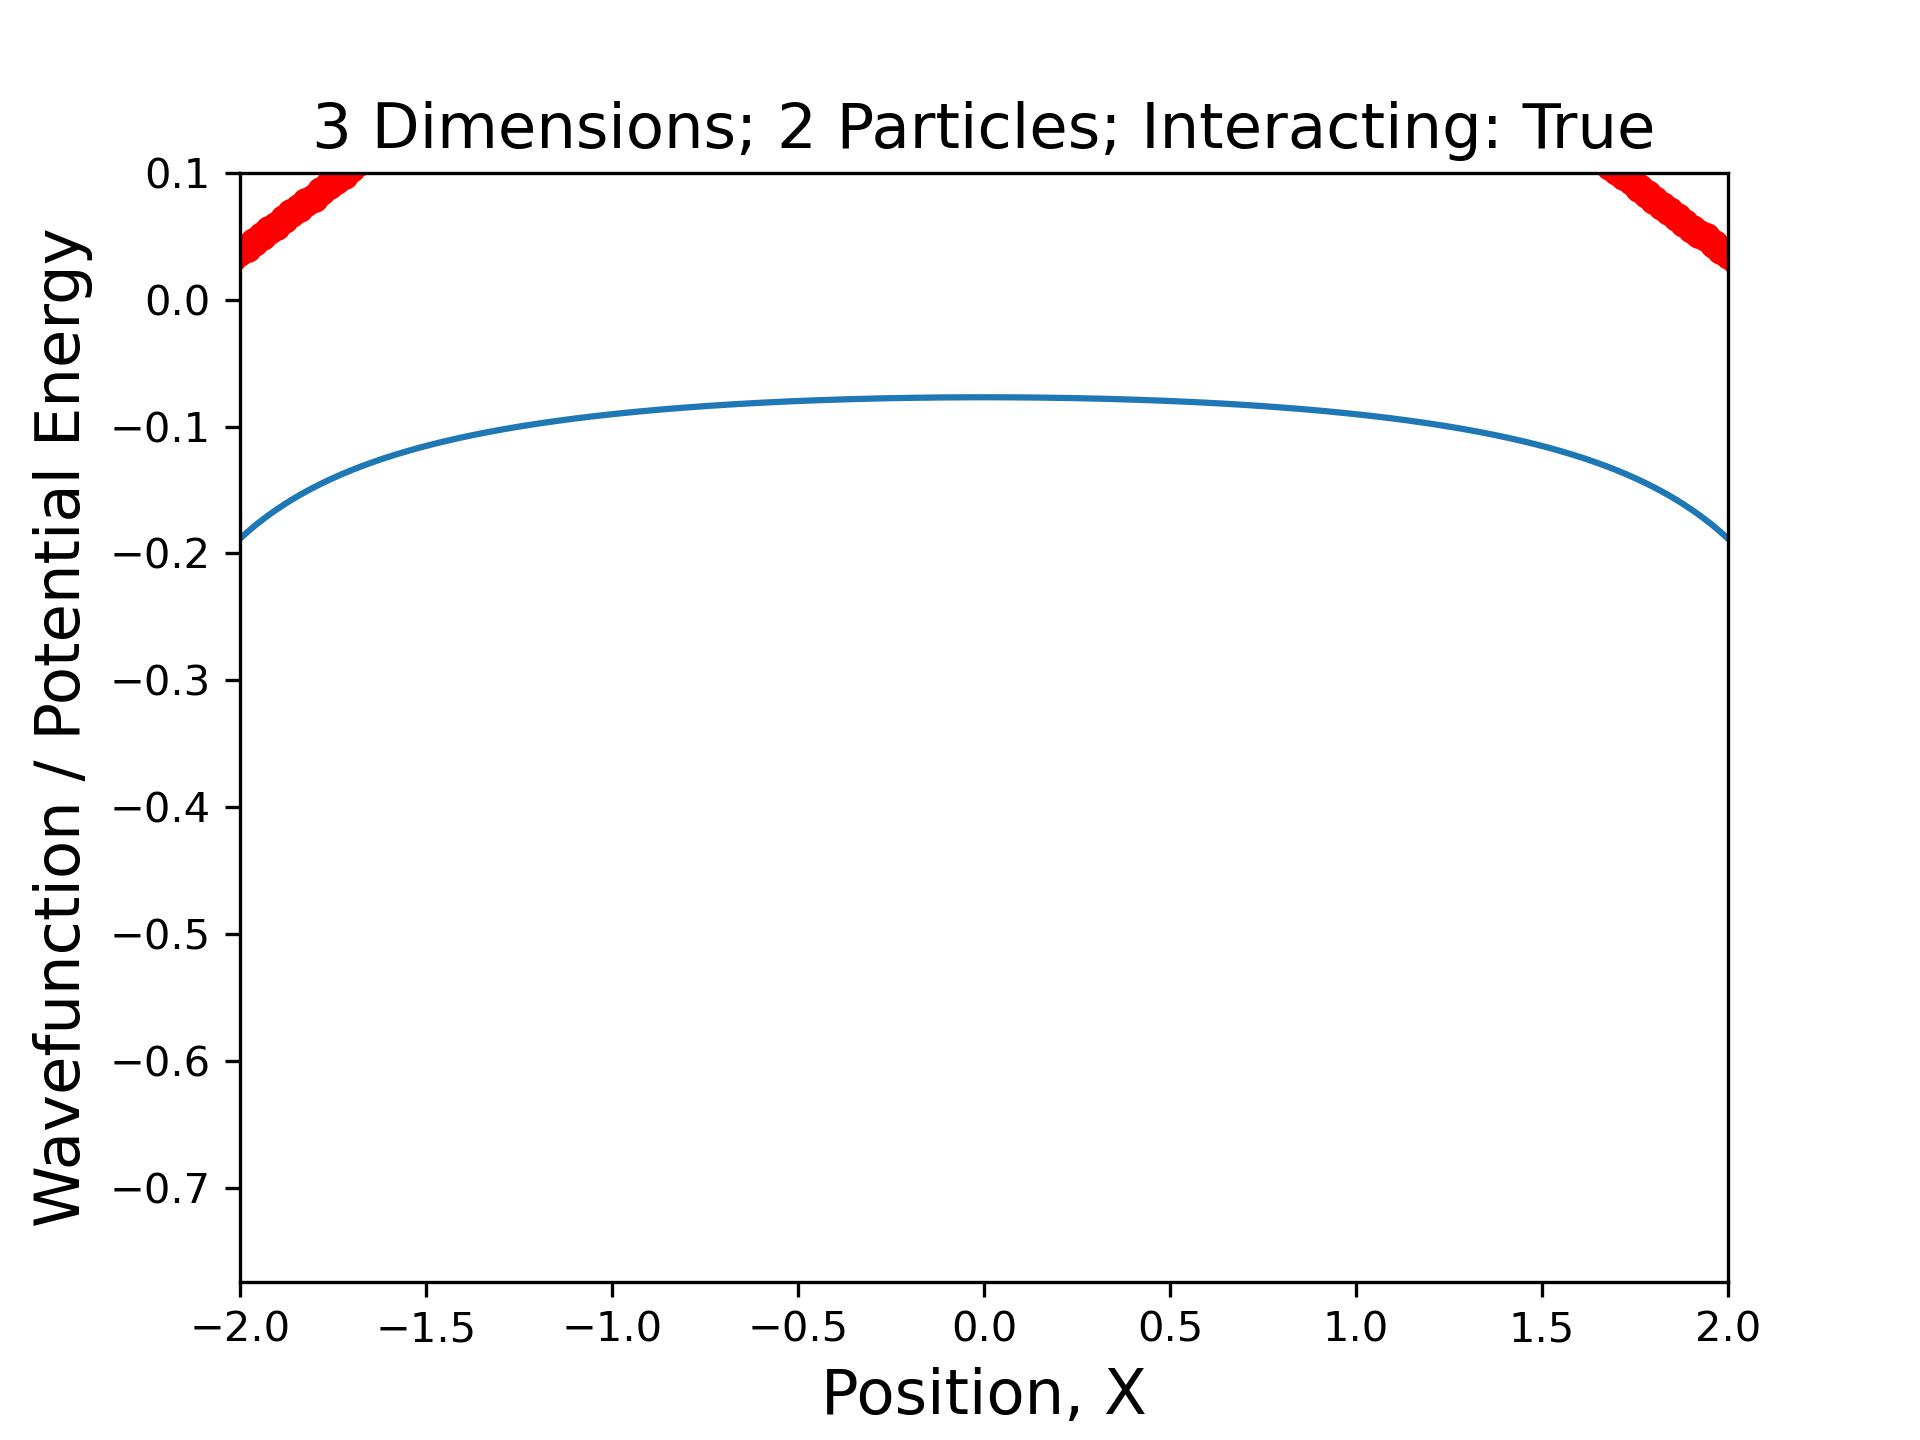 3 Dimensions; 2 Particles; Interacting: True
Wavefunction / Potential Energy
0.1
0.0
−0.1
−0.2
−0.3
−0.4
−0.5
−0.6
−0.7
−2.0 −1.5 −1.0 −0.5 0.0 0.5 1.0 1.5 2.0
Position, X